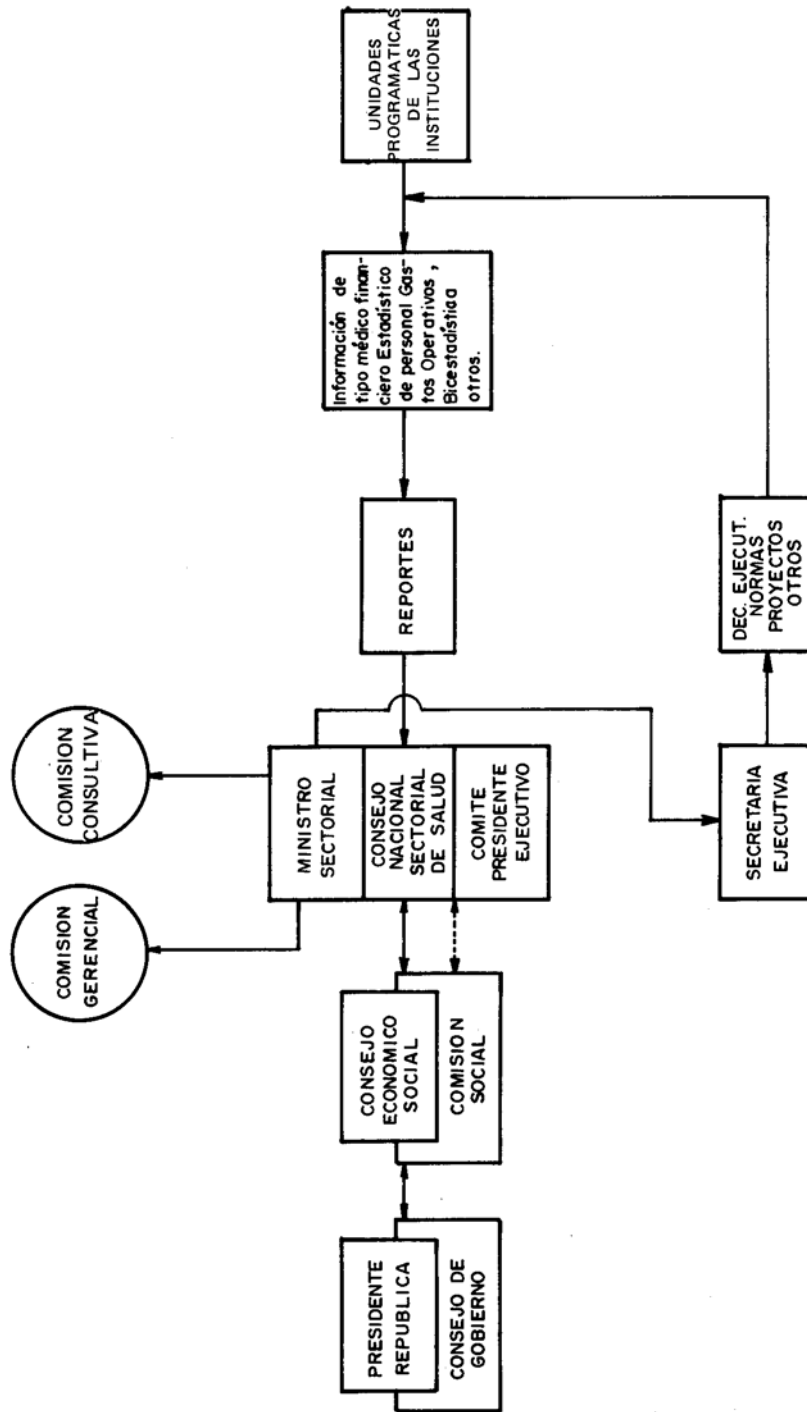 COMISION
GERENCIAL
COMISION
CONSULTIVA
PRESIDENTE
REPUBLICA
CONSEJO DE
GOBIERNO
CONSEJO
ECONOMICO
SOCIAL
COMISION
SOCIAL
MINISTRO
SECTORIAL
CONSEJO
NACIONAL
SECTORIAL
DE SALUD
COMITE
PRESIDENTE
EJECUTIVO
REPORTES
Información de
tipo médico finan-
ciero Estadístico
de personal Gas-
tos Operativos,
Bicestadística
otros.
UNIDADES
PROGRAMATICAS
DE LAS
INSTITUCIONES
SECRETARIA
EJECUTIVA
DEC. EJECUT.
NORMAS
PROYECTOS
OTROS